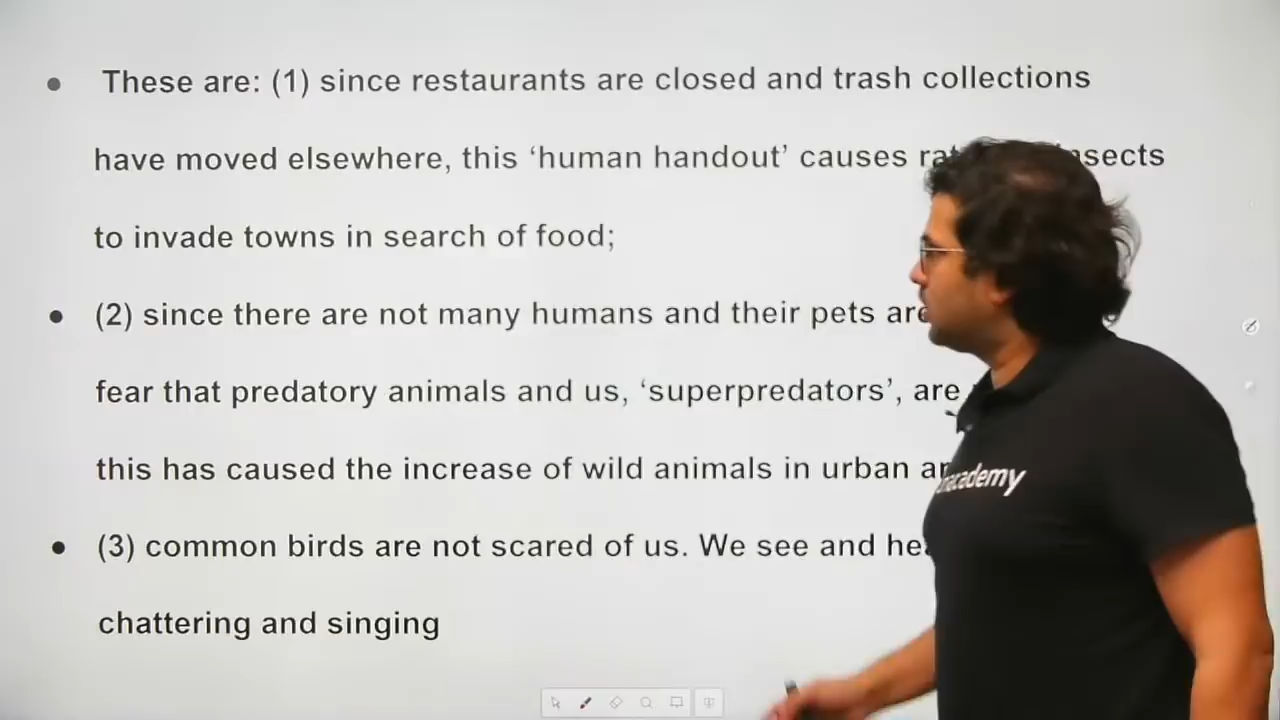 • These are: (1) since restaurants are closed and trash collections
have moved elsewhere, this ‘human handout’ causes
to invade towns in search of food;
• (2) since there are not many humans and their pets
fear that predatory animals and us, ‘superpredators’, are
this has caused the increase of wild animals in urban
• (3) common birds are not scared of us. We see and
chattering and singing